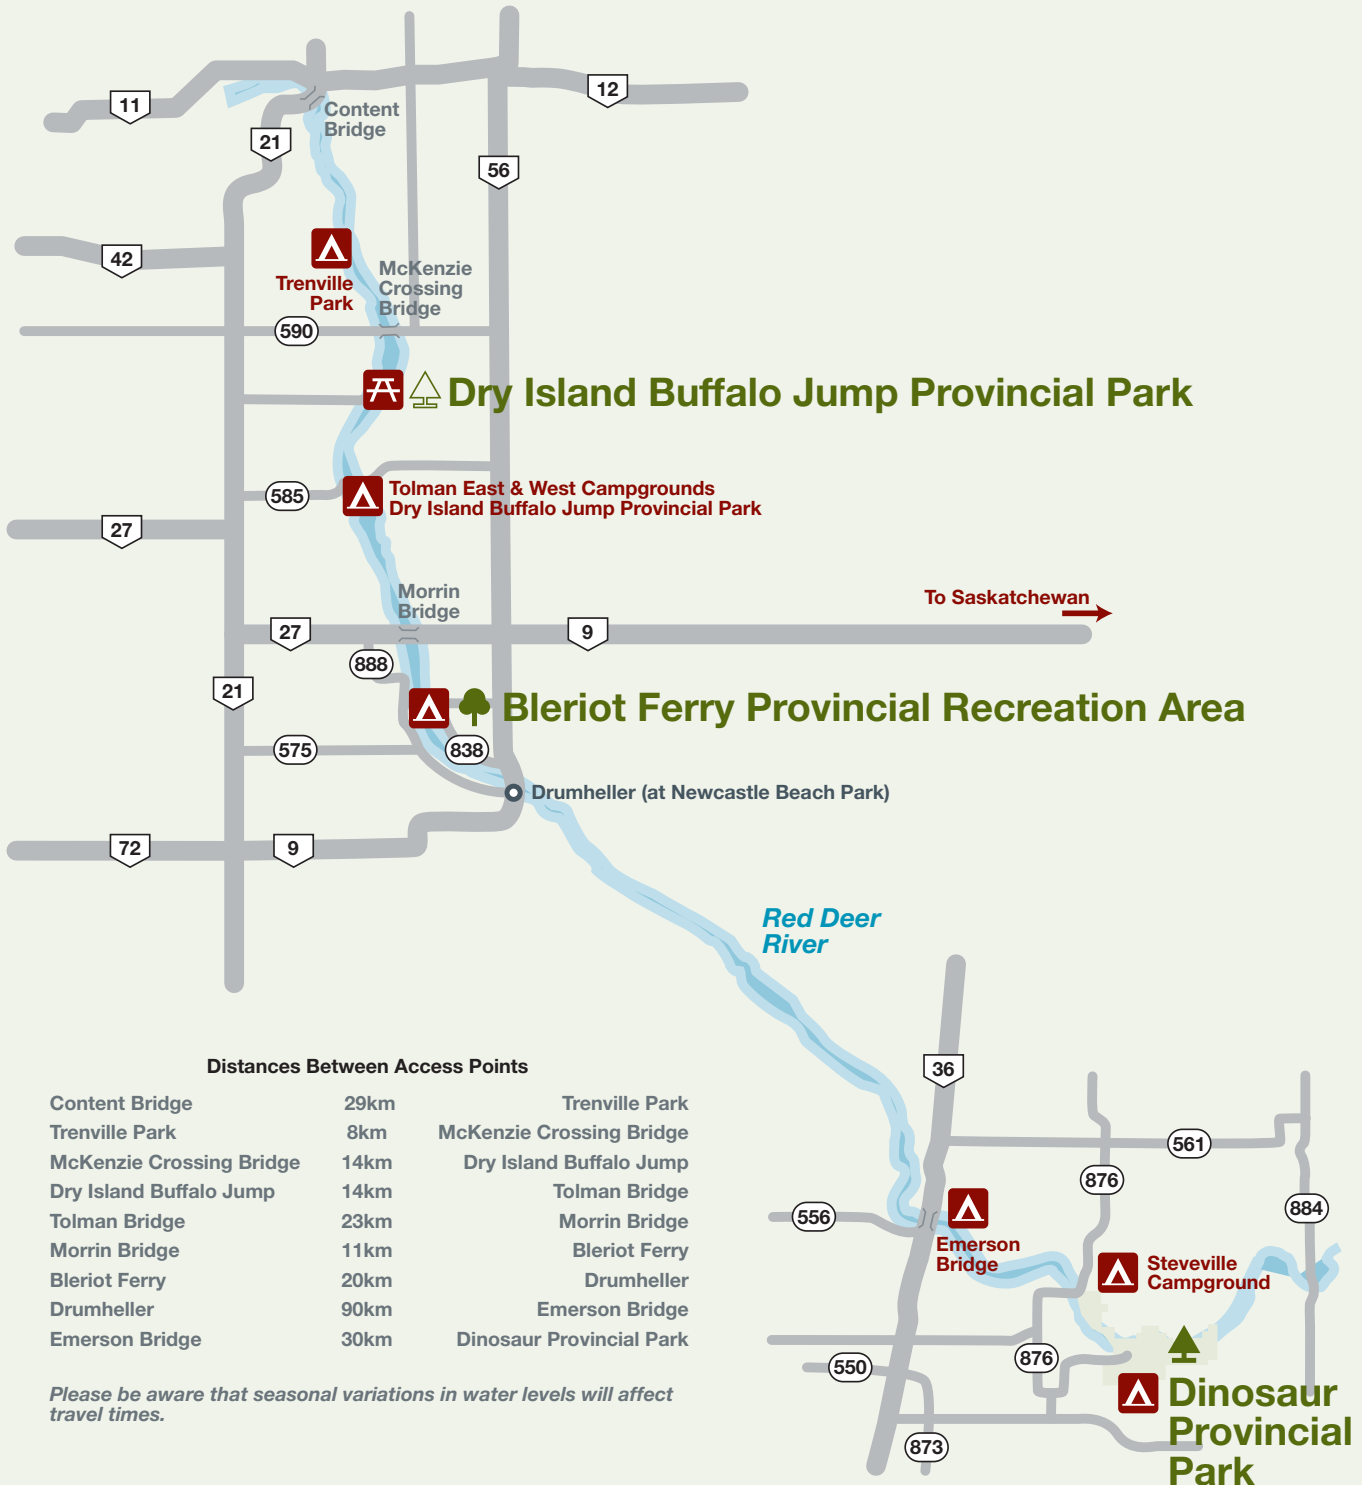 11
12
Content
Bridge
21
56
42
Trenville
Park
McKenzie
Crossing
Bridge
590
Dry Island Buffalo Jump Provincial Park
585
Tolman East & West Campgrounds
Dry Island Buffalo Jump Provincial Park
27
Morrin
Bridge
To Saskatchewan
27
9
888
21
Bleriot Ferry Provincial Recreation Area
575
838
Drumheller (at Newcastle Beach Park)
72
9
Red Deer
River
36
561
876
884
556
Emerson
Bridge
Steveville
Campground
876
550
873
Dinosaur
Provincial
Park
Distances Between Access Points
Content Bridge 29km Trenville Park
Trenville Park 8km McKenzie Crossing Bridge
McKenzie Crossing Bridge 14km Dry Island Buffalo Jump
Dry Island Buffalo Jump 14km Tolman Bridge
Tolman Bridge 23km Morrin Bridge
Morrin Bridge 11km Bleriot Ferry
Bleriot Ferry 20km Drumheller
Drumheller 90km Emerson Bridge
Emerson Bridge 30km Dinosaur Provincial Park
Please be aware that seasonal variations in water levels will affect
travel times.